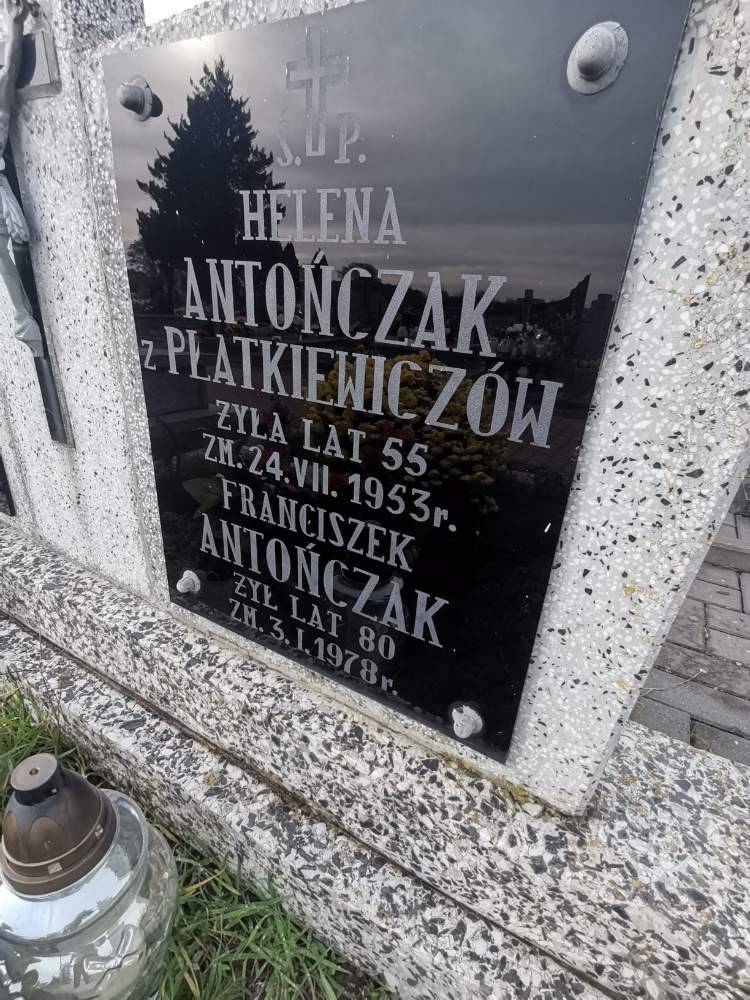 Ś. P.
HELENA
ANTOŃCZAK
z PŁATKIEWICZÓW
ŻYŁA LAT 55
ZM. 24.VII.1953r.
FRANCISZEK
ANTOŃCZAK
ŻYŁ LAT 80
ZM. 3.I.1978r.